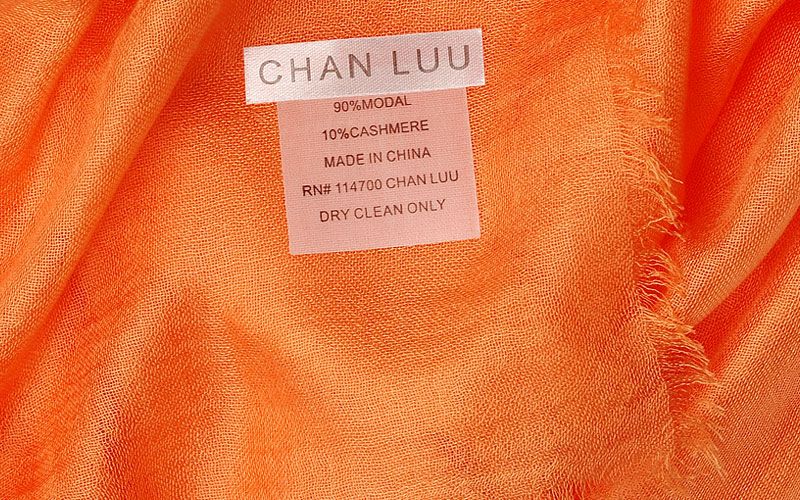 CHAN LUU
90%MODAL
10%CASHMERE
MADE IN CHINA
RN# 114700 CHAN LUU
DRY CLEAN ONLY